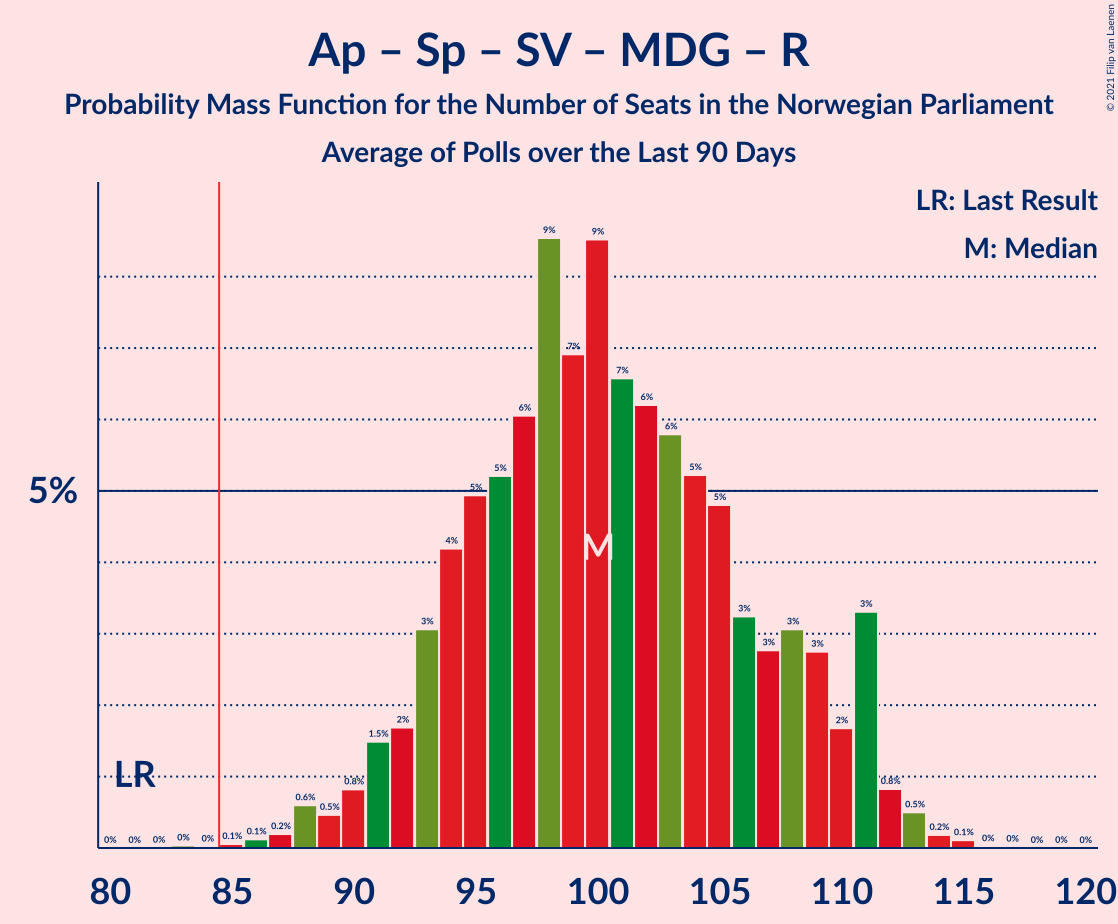 Ap – Sp – SV – MDG – R
Probability Mass Function for the Number of Seats in the Norwegian Parliament
Average of Polls over the Last 90 Days
© 2021 Filip van Laenen
LR: Last Result
M: Median
5%
LR
M
0% 0% 0% 0% 0% 0.1% 0.1% 0.2% 0.6% 0.5% 0.8% 1.5% 2% 3% 4% 5% 5% 6% 9% 7% 9% 7% 6% 6% 5% 5% 3% 3% 3% 3% 2% 3% 0.8% 0.5% 0.2% 0.1% 0% 0% 0% 0% 0%
80 85 90 95 100 105 110 115 120